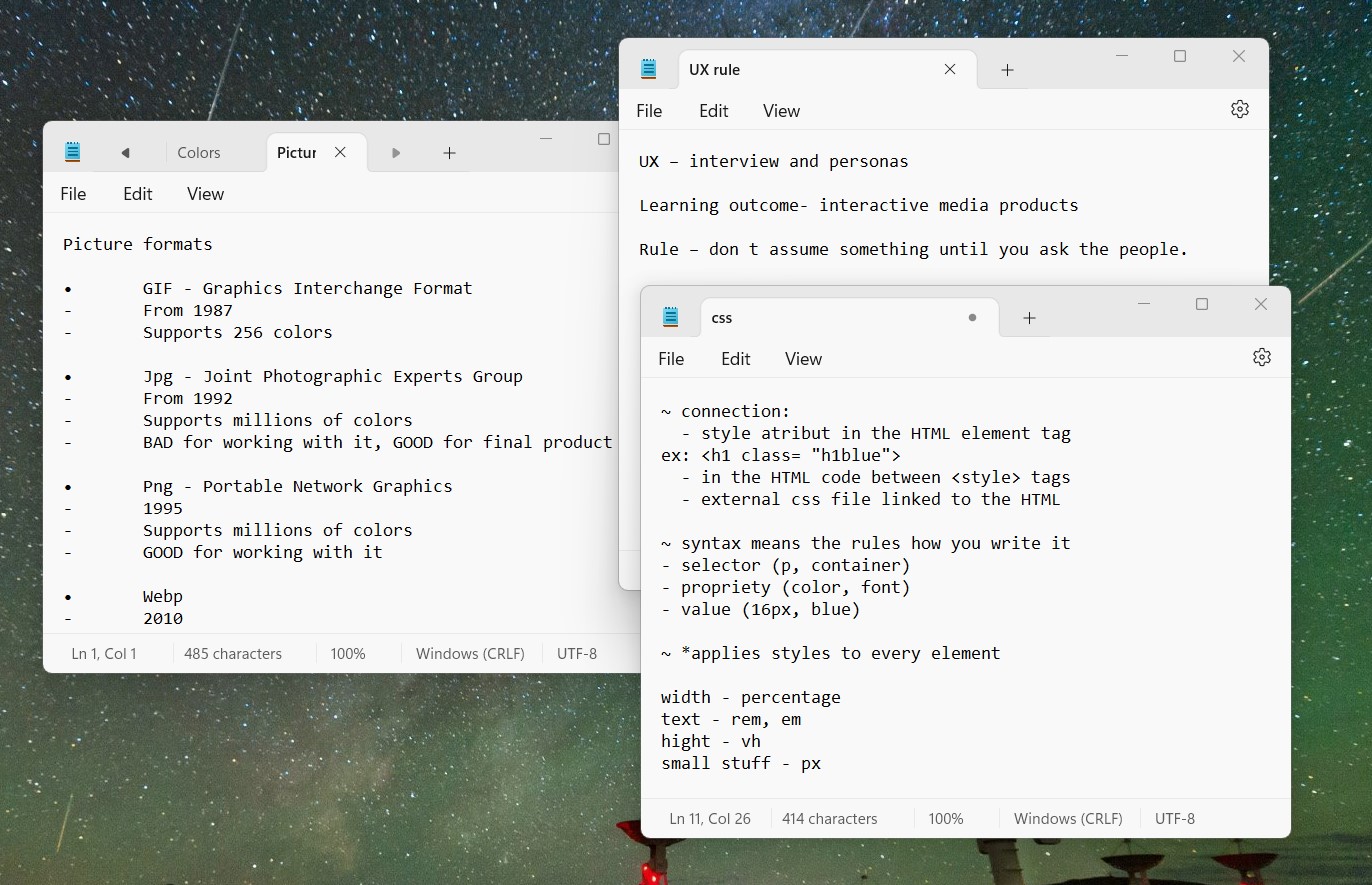 Colors
Pictur
File Edit View
Picture formats
• GIF - Graphics Interchange Format
- From 1987
- Supports 256 colors
• Jpg - Joint Photographic Experts Group
- From 1992
- Supports millions of colors
- BAD for working with it, GOOD for final product
• Png - Portable Network Graphics
- 1995
- Supports millions of colors
- GOOD for working with it
• Webp
- 2010
Ln 1, Col 1 485 characters 100% Windows (CRLF) UTF-8
UX rule
File Edit View
UX – interview and personas
Learning outcome- interactive media products
Rule – don t assume something until you ask the people.
css
File Edit View
~ connection:
- style atribut in the HTML element tag
ex: <h1 class= "h1blue">
- in the HTML code between <style> tags
- external css file linked to the HTML
~ syntax means the rules how you write it
- selector (p, container)
- propriety (color, font)
- value (16px, blue)
~ *applies styles to every element
width - percentage
text - rem, em
hight - vh
small stuff - px
Ln 11, Col 26 414 characters 100% Windows (CRLF) UTF-8